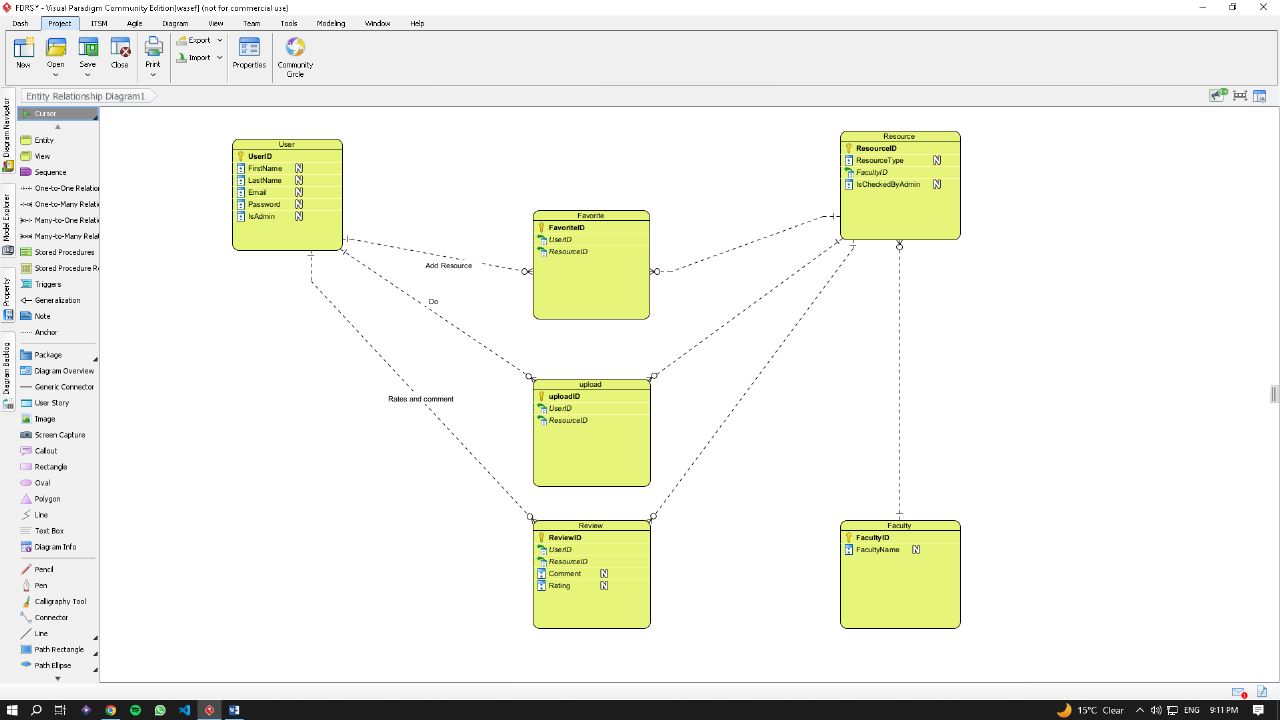 FDRS * - Visual Paradigm Community Edition[wasef] (not for commercial use)
Dash Project ITSM Agile Diagram View Team Tools Modeling Window Help
New Open Save Close Print Export Import Properties Community Circle
Entity Relationship Diagram1
Diagram Navigator
Model Explorer
Property
Diagram Backlog
Cursor
Entity
View
Sequence
One-to-One Relatio
One-to-Many Relatio
Many-to-One Relatio
Many-to-Many Rela
Stored Procedures
Stored Procedure R
Triggers
Generalization
Note
Anchor
Package
Diagram Overview
Generic Connector
User Story
Image
Screen Capture
Callout
Rectangle
Oval
Polygon
Line
Text Box
Diagram Info
Pencil
Pen
Calligraphy Tool
Connector
Line
Path Rectangle
Path Ellipse
User
UserID
FirstName N
LastName N
Email N
Password N
IsAdmin N
Favorite
FavoriteID
UserID
ResourceID
Resource
ResourceID
ResourceType N
FacultyID
IsCheckedByAdmin N
Add Resource
Do
Rates and comment
upload
uploadID
UserID
ResourceID
Review
ReviewID
UserID
ResourceID
Comment N
Rating N
Faculty
FacultyID
FacultyName N
15°C Clear ENG 9:11 PM